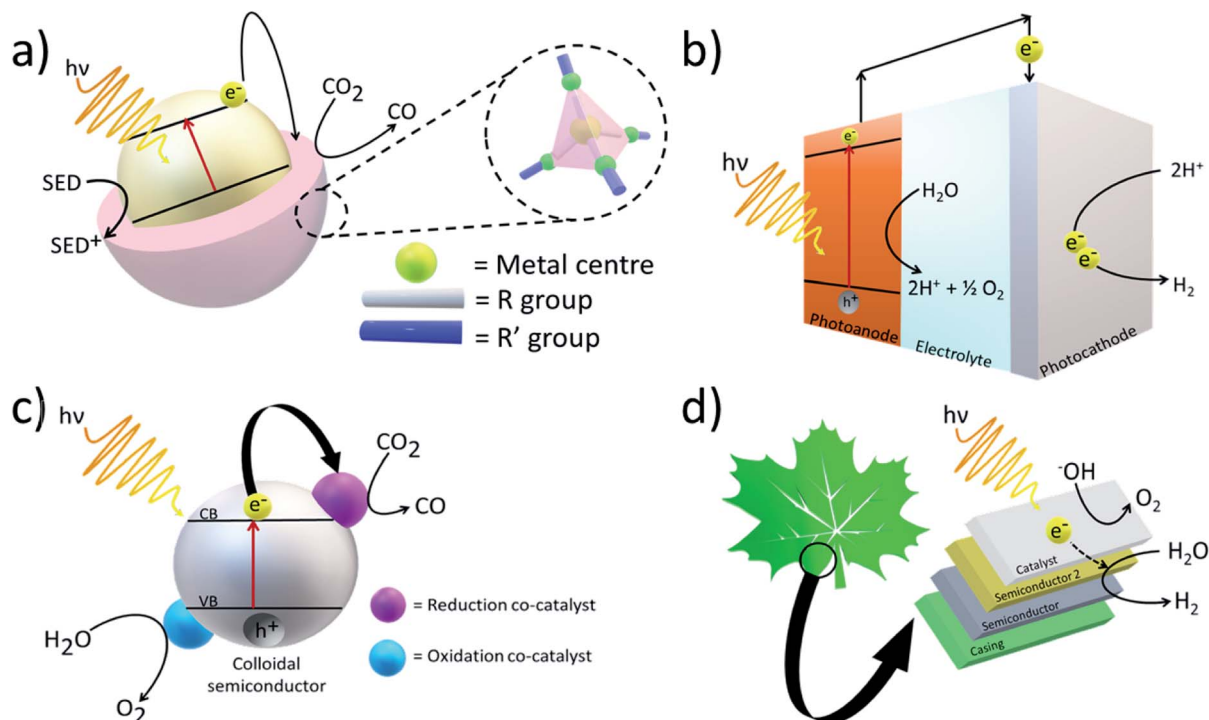 a)
hν
e⁻
CO₂
CO
SED
SED⁺
= Metal centre
= R group
= R' group
b)
e⁻
hν
e⁻
H₂O
2H⁺
e⁻
e⁻
2H⁺ + ½ O₂
H₂
h⁺
Photoanode
Electrolyte
Photocathode
c)
hν
CO₂
e⁻
CO
CB
VB
= Reduction co-catalyst
H₂O
h⁺
= Oxidation co-catalyst
Colloidal
semiconductor
O₂
d)
hν
⁻OH
O₂
e⁻
H₂O
Catalyst
Semiconductor 2
H₂
Semiconductor
Casing